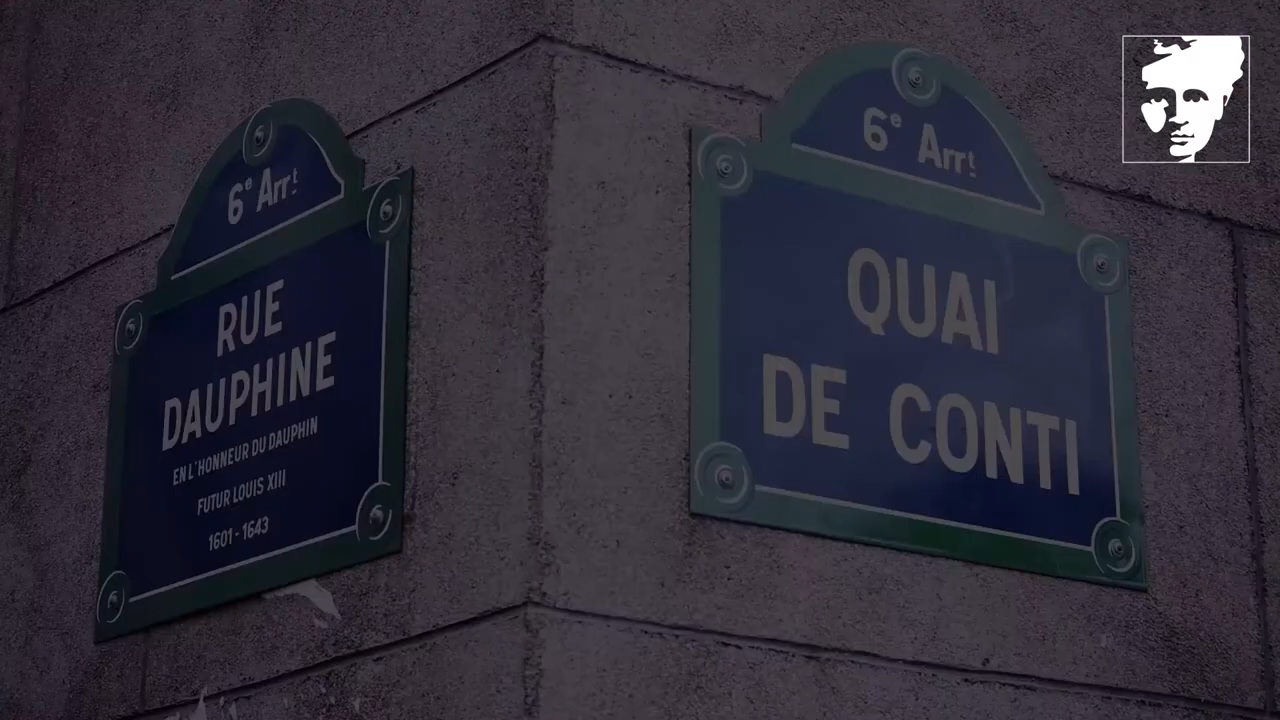 6e Arrt
RUE
DAUPHINE
EN L'HONNEUR DU DAUPHIN
FUTUR LOUIS XIII
1601 - 1643
6e Arrt
QUAI
DE CONTI